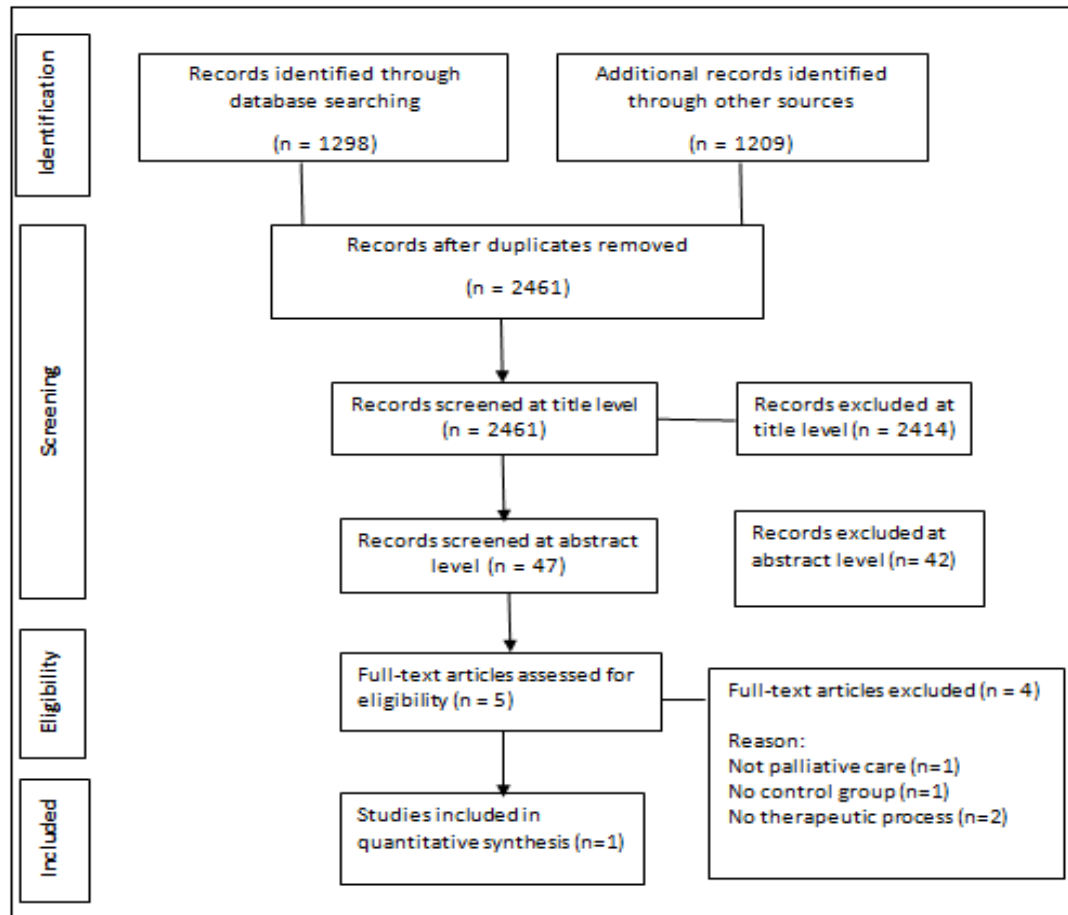 Identification
Records identified through
database searching
(n = 1298)
Additional records identified
through other sources
(n = 1209)
Screening
Records after duplicates removed
(n = 2461)
Records screened at title level
(n = 2461)
Records excluded at
title level (n = 2414)
Records screened at abstract
level (n = 47)
Records excluded at
abstract level (n= 42)
Eligibility
Full-text articles assessed for
eligibility (n = 5)
Full-text articles excluded (n = 4)
Reason:
Not palliative care (n=1)
No control group (n=1)
No therapeutic process (n=2)
Included
Studies included in
quantitative synthesis (n=1)